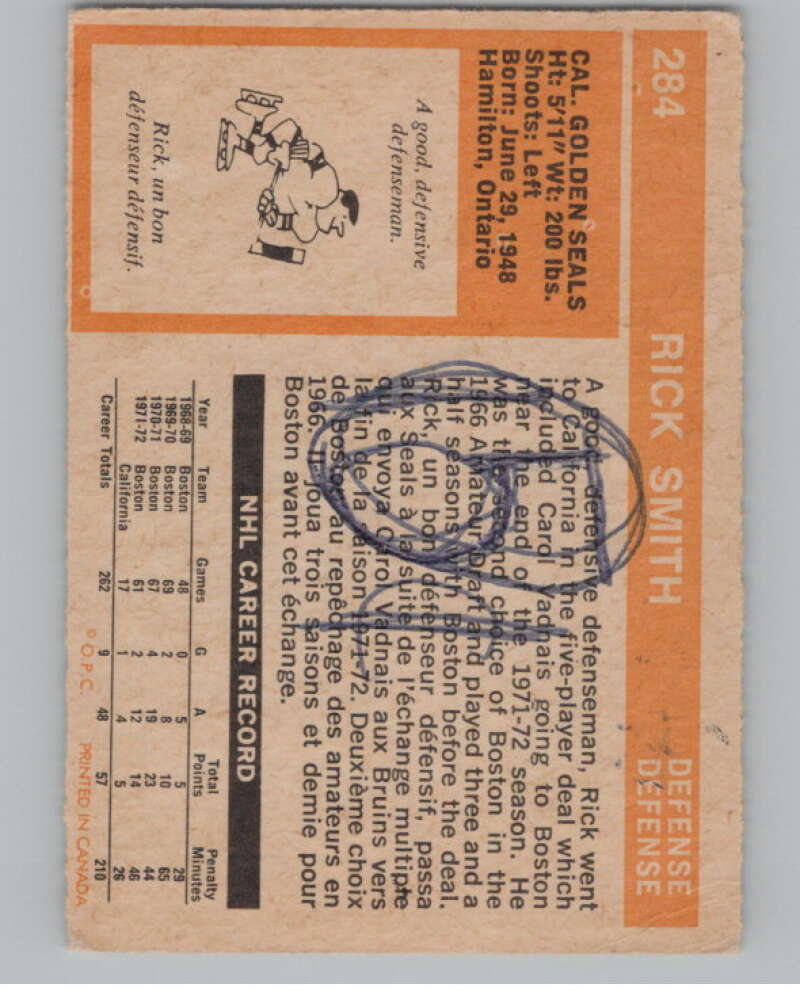 284 RICK SMITH DEFENSE
DEFENSE
CAL. GOLDEN SEALS
Ht: 5'11" Wt: 200 lbs.
Shoots: Left
Born: June 29, 1948
Hamilton, Ontario
A good, defensive
defenseman.
Rick, un bon
défenseur défensif.
A good, defensive defenseman, Rick went
to California in the five-player deal which
included Carol Vadnais going to Boston
near the end of the 1971-72 season. He
was the second choice of Boston in the
1966 Amateur Draft and played three and a
half seasons with Boston before the deal.
Rick, un bon défenseur défensif, passa
aux Seals à la suite de l'échange multiple
qui envoya Carol Vadnais aux Bruins vers
la fin de la saison 1971-72. Deuxième choix
de Boston au repêchage des amateurs en
1966. Il joua trois saisons et demie pour
Boston avant cet échange.
NHL CAREER RECORD
Year Team Games G A Total Points Penalty Minutes
1968-69 Boston 48 0 5 5 29
1969-70 Boston 69 2 8 10 65
1970-71 Boston 67 4 19 23 44
1971-72 Boston 61 2 12 14 46
California 17 1 4 5 26
Career Totals 262 9 48 57 210
© O.P.C. PRINTED IN CANADA